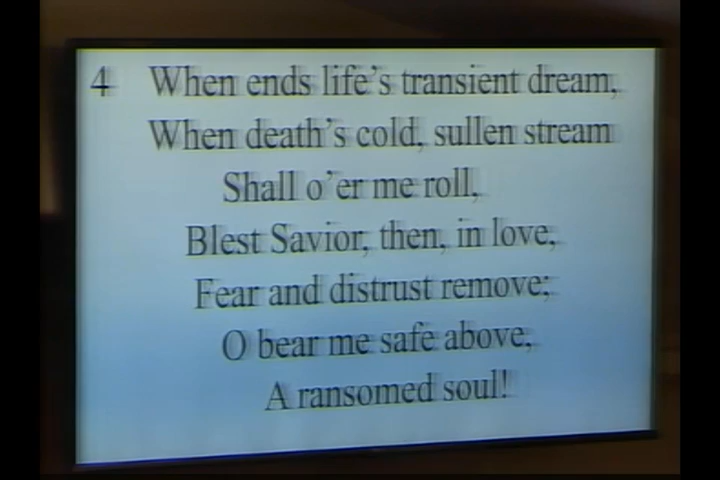 4 When ends life's transient dream,
When death's cold, sullen stream
Shall o'er me roll,
Blest Savior, then, in love,
Fear and distrust remove;
O bear me safe above,
A ransomed soul!